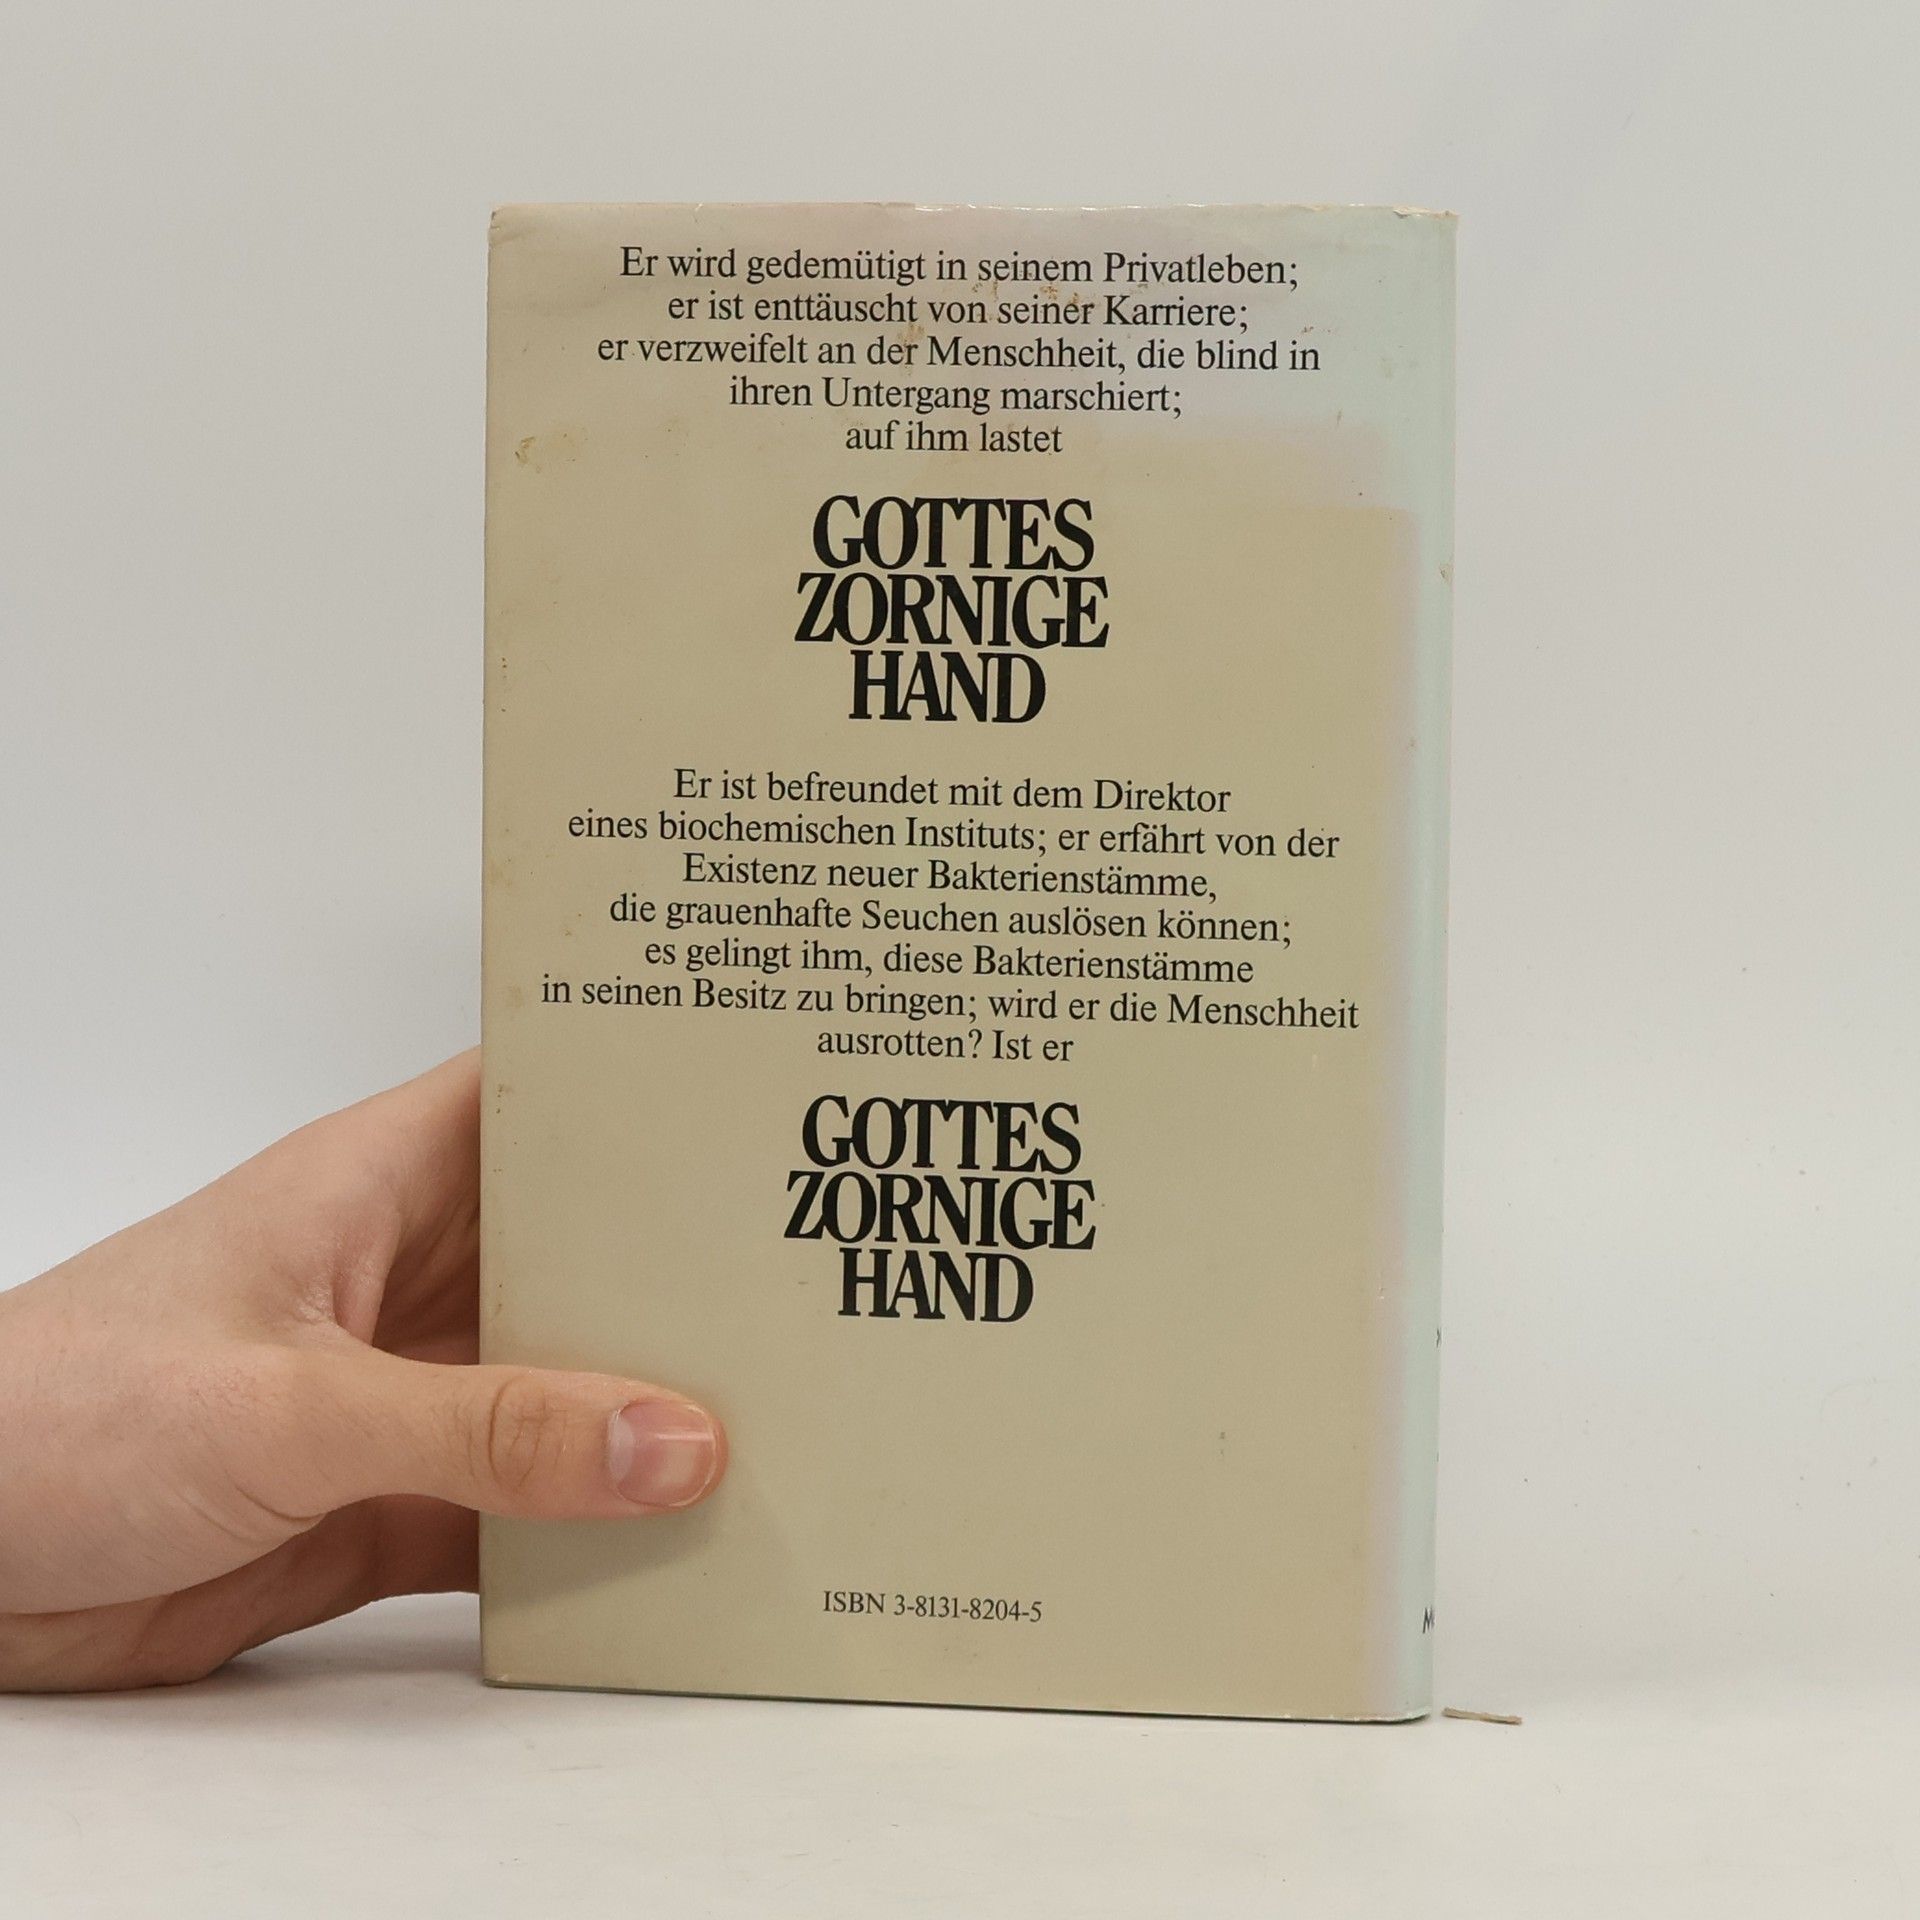 Er wird gedemütigt in seinem Privatleben;
er ist enttäuscht von seiner Karriere;
er verzweifelt an der Menschheit, die blind in
ihren Untergang marschiert;
auf ihm lastet
GOTTES
ZORNIGE
HAND
Er ist befreundet mit dem Direktor
eines biochemischen Instituts; er erfährt von der
Existenz neuer Bakterienstämme,
die grauenhafte Seuchen auslösen können;
es gelingt ihm, diese Bakterienstämme
in seinen Besitz zu bringen; wird er die Menschheit
ausrotten? Ist er
GOTTES
ZORNIGE
HAND
ISBN 3-8131-8204-5